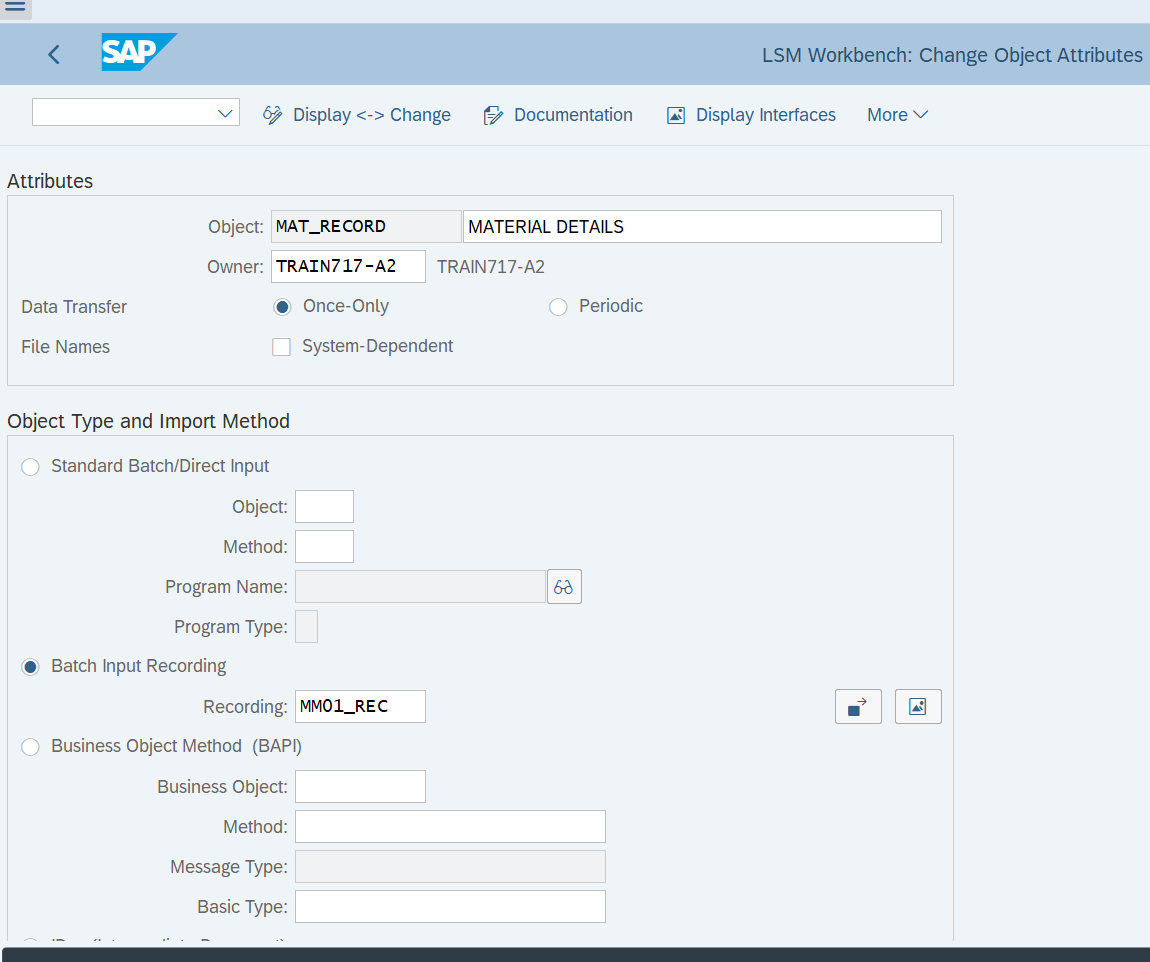 SAP
LSM Workbench: Change Object Attributes
Display <-> Change Documentation Display Interfaces More
Attributes
Object: MAT_RECORD MATERIAL DETAILS
Owner: TRAIN717-A2 TRAIN717-A2
Data Transfer Once-Only Periodic
File Names System-Dependent
Object Type and Import Method
Standard Batch/Direct Input
Object:
Method:
Program Name:
Program Type:
Batch Input Recording
Recording: MM01_REC
Business Object Method (BAPI)
Business Object:
Method:
Message Type:
Basic Type: